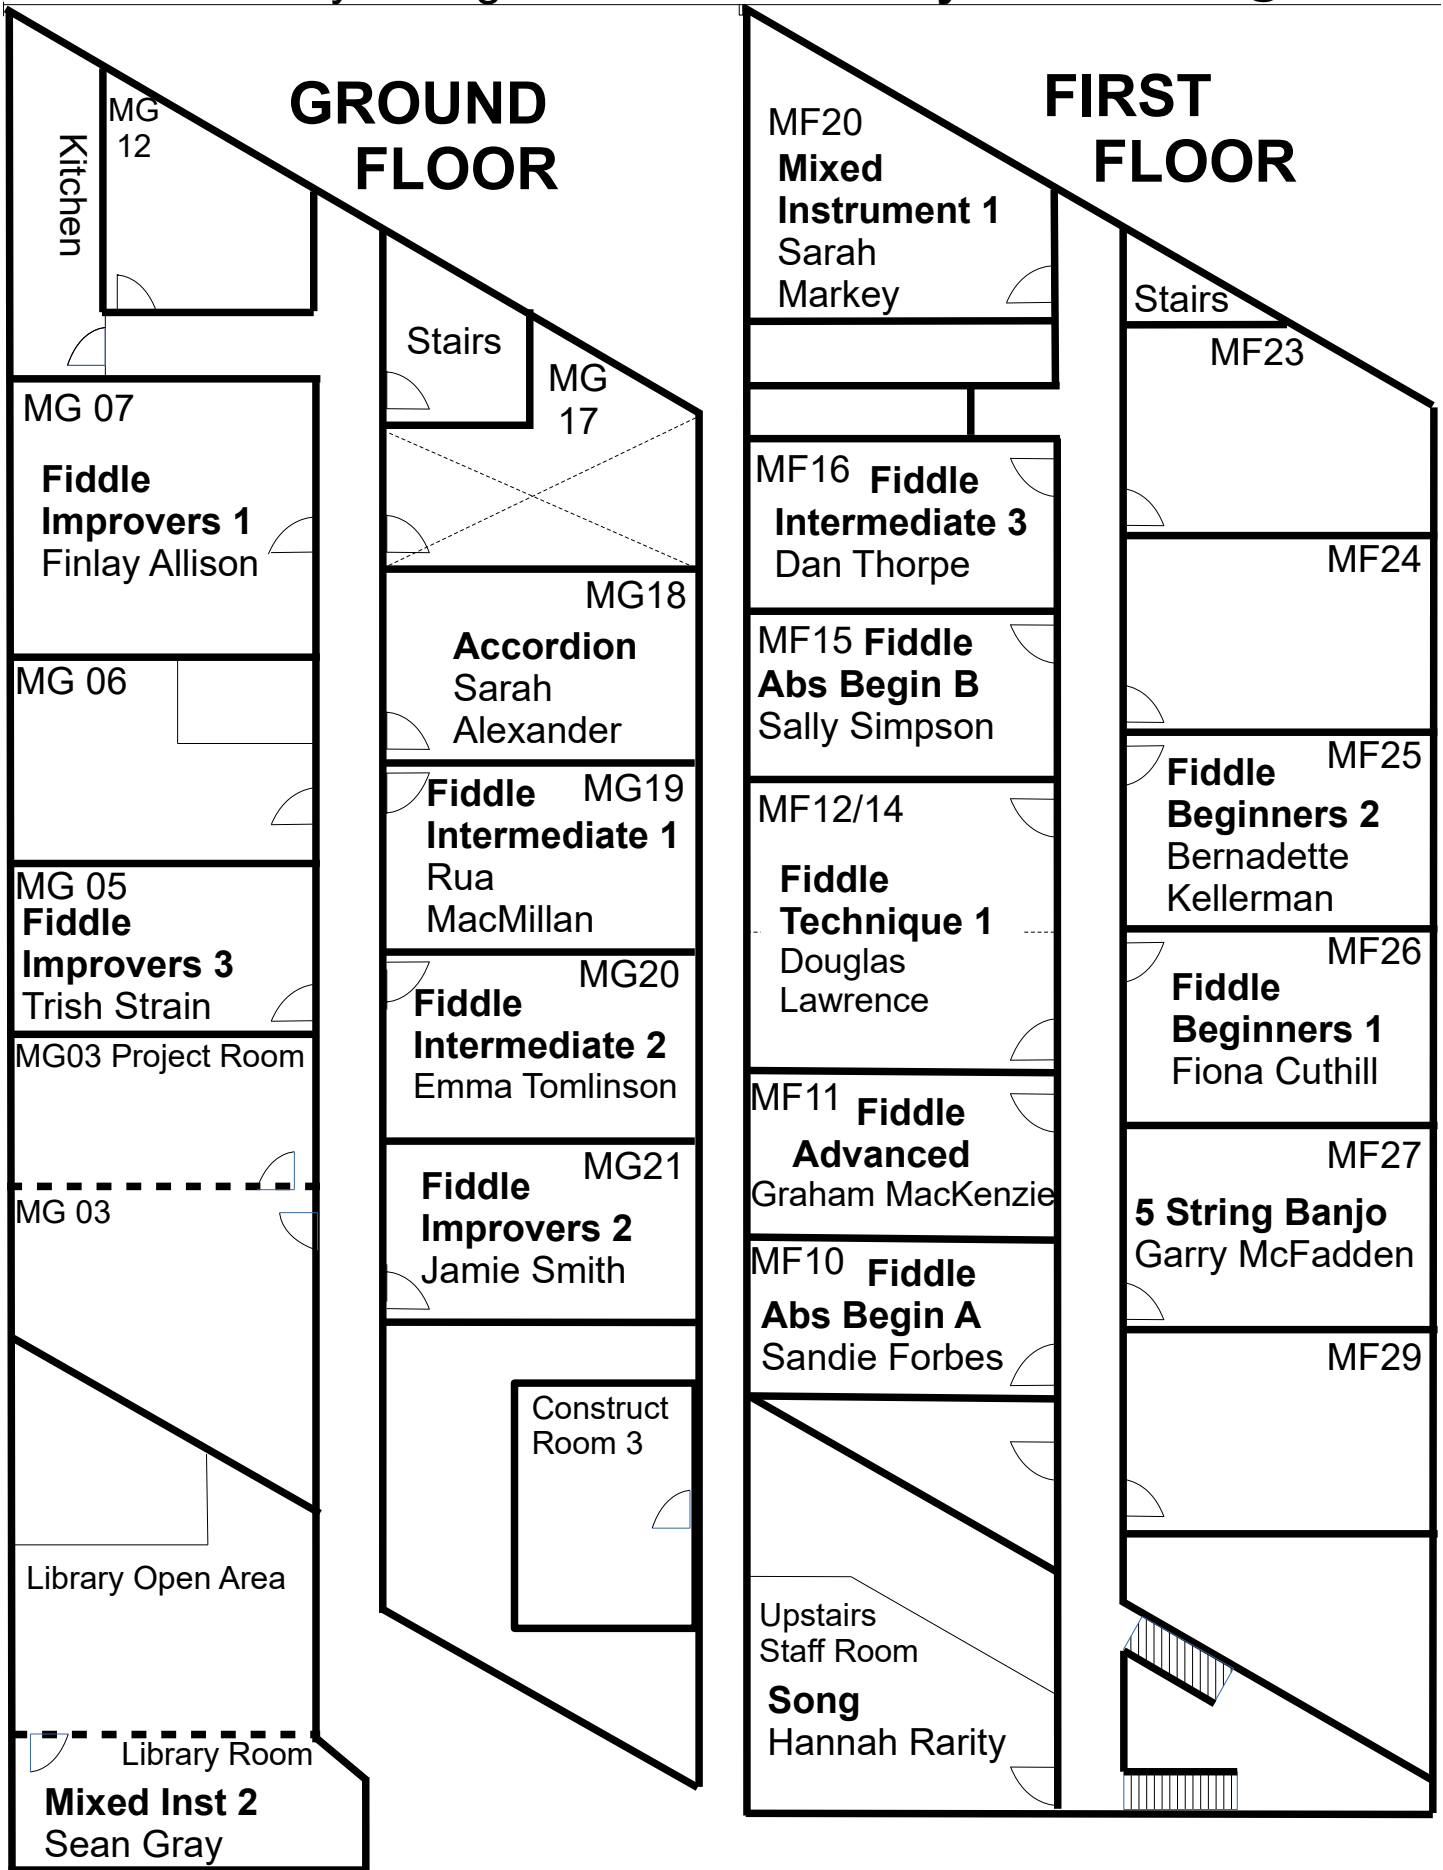 GROUND
FLOOR
MG
12
Kitchen
Stairs
MG
17
MG 07
Fiddle
Improvers 1
Finlay Allison
MG 06
MG 05
Fiddle
Improvers 3
Trish Strain
MG03 Project Room
MG 03
Library Open Area
Library Room
Mixed Inst 2
Sean Gray
MG18
Accordion
Sarah
Alexander
Fiddle MG19
Intermediate 1
Rua
MacMillan
MG20
Fiddle
Intermediate 2
Emma Tomlinson
MG21
Fiddle
Improvers 2
Jamie Smith
Construct
Room 3
FIRST
FLOOR
MF20
Mixed
Instrument 1
Sarah
Markey
MF16 Fiddle
Intermediate 3
Dan Thorpe
MF15 Fiddle
Abs Begin B
Sally Simpson
MF12/14
Fiddle
Technique 1
Douglas
Lawrence
MF11 Fiddle
Advanced
Graham MacKenzie
MF10 Fiddle
Abs Begin A
Sandie Forbes
Upstairs
Staff Room
Song
Hannah Rarity
Stairs
MF23
MF24
MF25
Fiddle
Beginners 2
Bernadette
Kellerman
MF26
Fiddle
Beginners 1
Fiona Cuthill
MF27
5 String Banjo
Garry McFadden
MF29